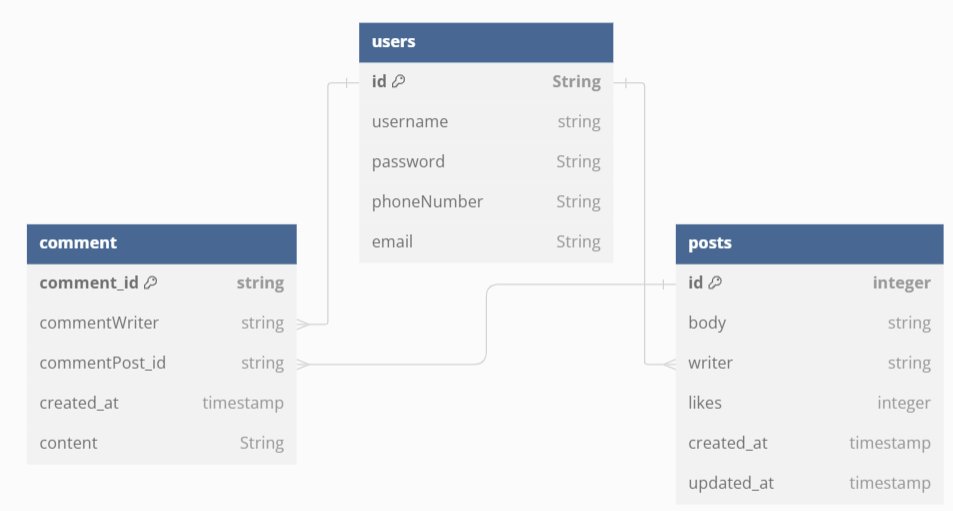 users
id String
username string
password String
phoneNumber String
email String
comment
comment_id string
commentWriter string
commentPost_id string
created_at timestamp
content String
posts
id integer
body string
writer string
likes integer
created_at timestamp
updated_at timestamp